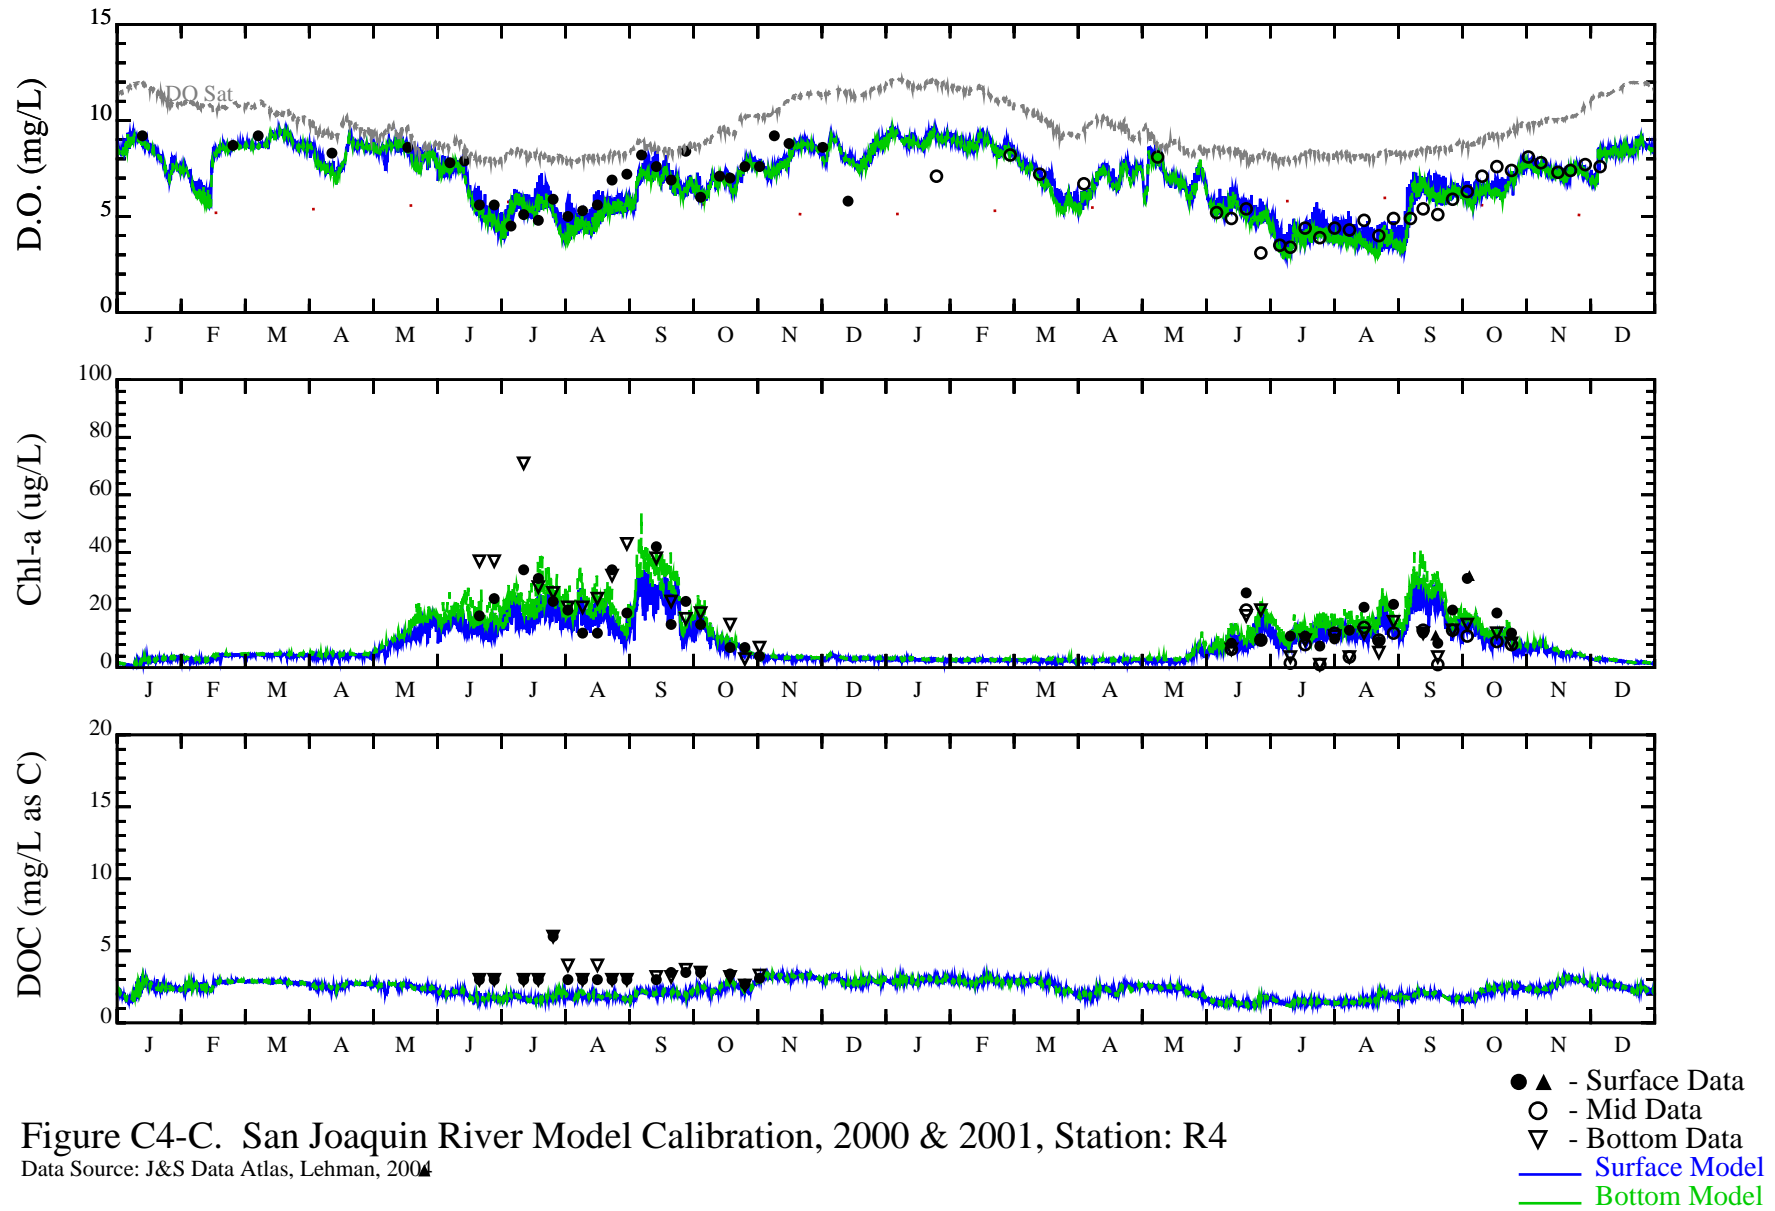 15
10
5
0
D.O. (mg/L)
DO Sat
J F M A M J J A S O N D J F M A M J J A S O N D
100
80
60
40
20
0
Chl-a (ug/L)
J F M A M J J A S O N D J F M A M J J A S O N D
20
15
10
5
0
DOC (mg/L as C)
J F M A M J J A S O N D J F M A M J J A S O N D
- Surface Data
- Mid Data
- Bottom Data
Surface Model
Bottom Model
Figure C4-C. San Joaquin River Model Calibration, 2000 & 2001, Station: R4
Data Source: J&S Data Atlas, Lehman, 2004